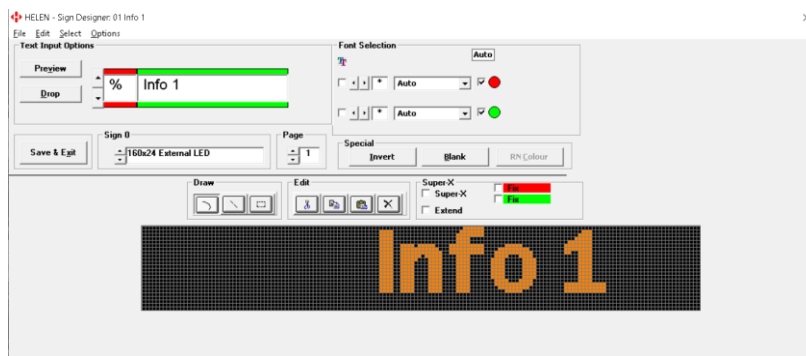 HELEN - Sign Designer: 01 Info 1
File Edit Select Options
Text Input Options
Preview
Drop
% Info 1
Font Selection
Auto
* Auto
* Auto
Save & Exit
Sign 0
160x24 External LED
Page
1
Special
Invert Blank RN Colour
Draw
Edit
Super-X
Super-X
Extend
Fix
Fix
Info 1